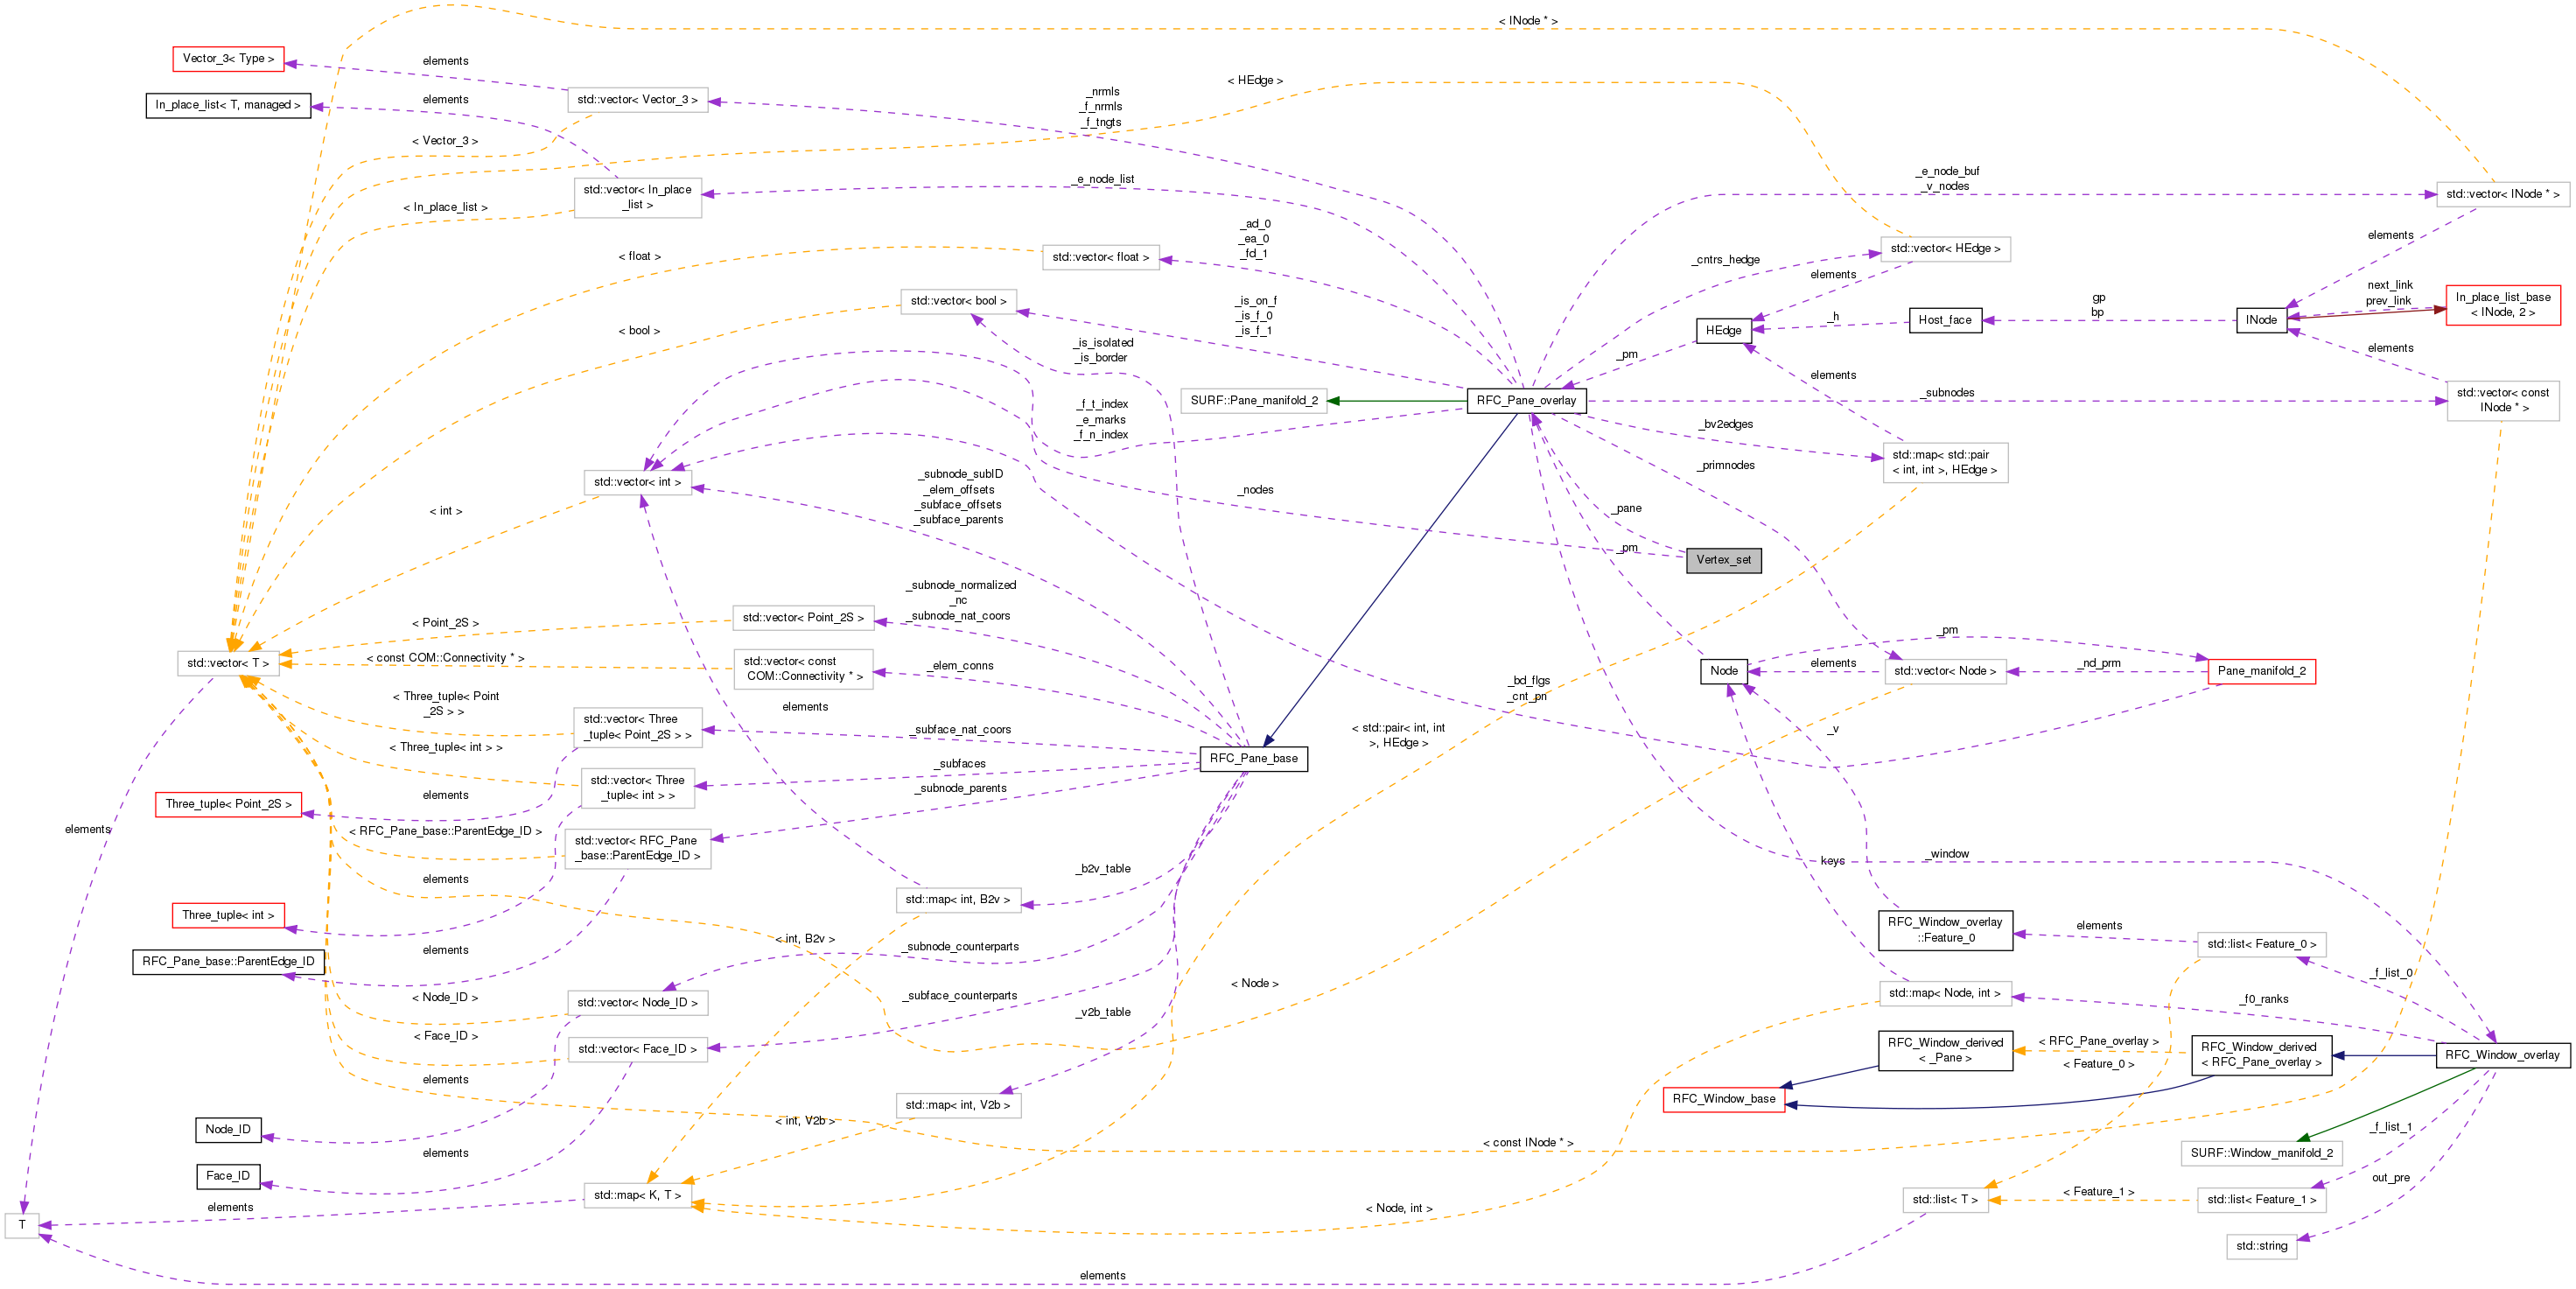 < INode * >
Vector_3< Type >
elements
std::vector< Vector_3 >
In_place_list< T, managed >
elements
< Vector_3 >
_nrmls
_f_nrmls
_f_tngts
< HEdge >
std::vector< In_place
_list >
< In_place_list >
_e_node_list
_e_node_buf
_v_nodes
std::vector< INode * >
_ad_0
_ea_0
_fd_1
std::vector< float >
< float >
_cntrs_hedge
std::vector< HEdge >
elements
elements
std::vector< bool >
< bool >
_is_on_f
_is_f_0
_is_f_1
_is_isolated
_is_border
HEdge
_h
Host_face
gp
bp
INode
next_link
prev_link
In_place_list_base
< INode, 2 >
_pm
elements
elements
SURF::Pane_manifold_2
RFC_Pane_overlay
_subnodes
std::vector< const
INode * >
_f_t_index
_e_marks
_f_n_index
_bv2edges
std::map< std::pair
< int, int >, HEdge >
_primnodes
std::vector< int >
< int >
_subnode_subID
_elem_offsets
_subface_offsets
_subface_parents
_nodes
_pane
_pm
Vertex_set
_subnode_normalized
_nc
_subnode_nat_coors
std::vector< Point_2S >
< Point_2S >
std::vector< T >
< const COM::Connectivity * >
std::vector< const
COM::Connectivity * >
_elem_conns
_pm
Node
elements
std::vector< Node >
_nd_prm
Pane_manifold_2
_bd_flgs
_cnt_pn
< Three_tuple< Point
_2S > >
std::vector< Three
_tuple< Point_2S > >
elements
_subface_nat_coors
< std::pair< int, int
>, HEdge >
_v
< Three_tuple< int > >
std::vector< Three
_tuple< int > >
_subfaces
RFC_Pane_base
_subnode_parents
Three_tuple< Point_2S >
elements
elements
< RFC_Pane_base::ParentEdge_ID >
std::vector< RFC_Pane
_base::ParentEdge_ID >
_b2v_table
keys
_window
elements
std::map< int, B2v >
Three_tuple< int >
< int, B2v >
_subnode_counterparts
RFC_Window_overlay
::Feature_0
elements
std::list< Feature_0 >
elements
RFC_Pane_base::ParentEdge_ID
_f_list_0
< Node_ID >
std::vector< Node_ID >
_subface_counterparts
_v2b_table
< Node >
std::map< Node, int >
_f0_ranks
< Face_ID >
std::vector< Face_ID >
RFC_Window_derived
< _Pane >
< RFC_Pane_overlay >
< Feature_0 >
RFC_Window_derived
< RFC_Pane_overlay >
RFC_Window_overlay
elements
std::map< int, V2b >
RFC_Window_base
Node_ID
< int, V2b >
< const INode * >
_f_list_1
SURF::Window_manifold_2
elements
Face_ID
std::map< K, T >
out_pre
std::list< T >
< Feature_1 >
std::list< Feature_1 >
elements
< Node, int >
T
std::string
elements